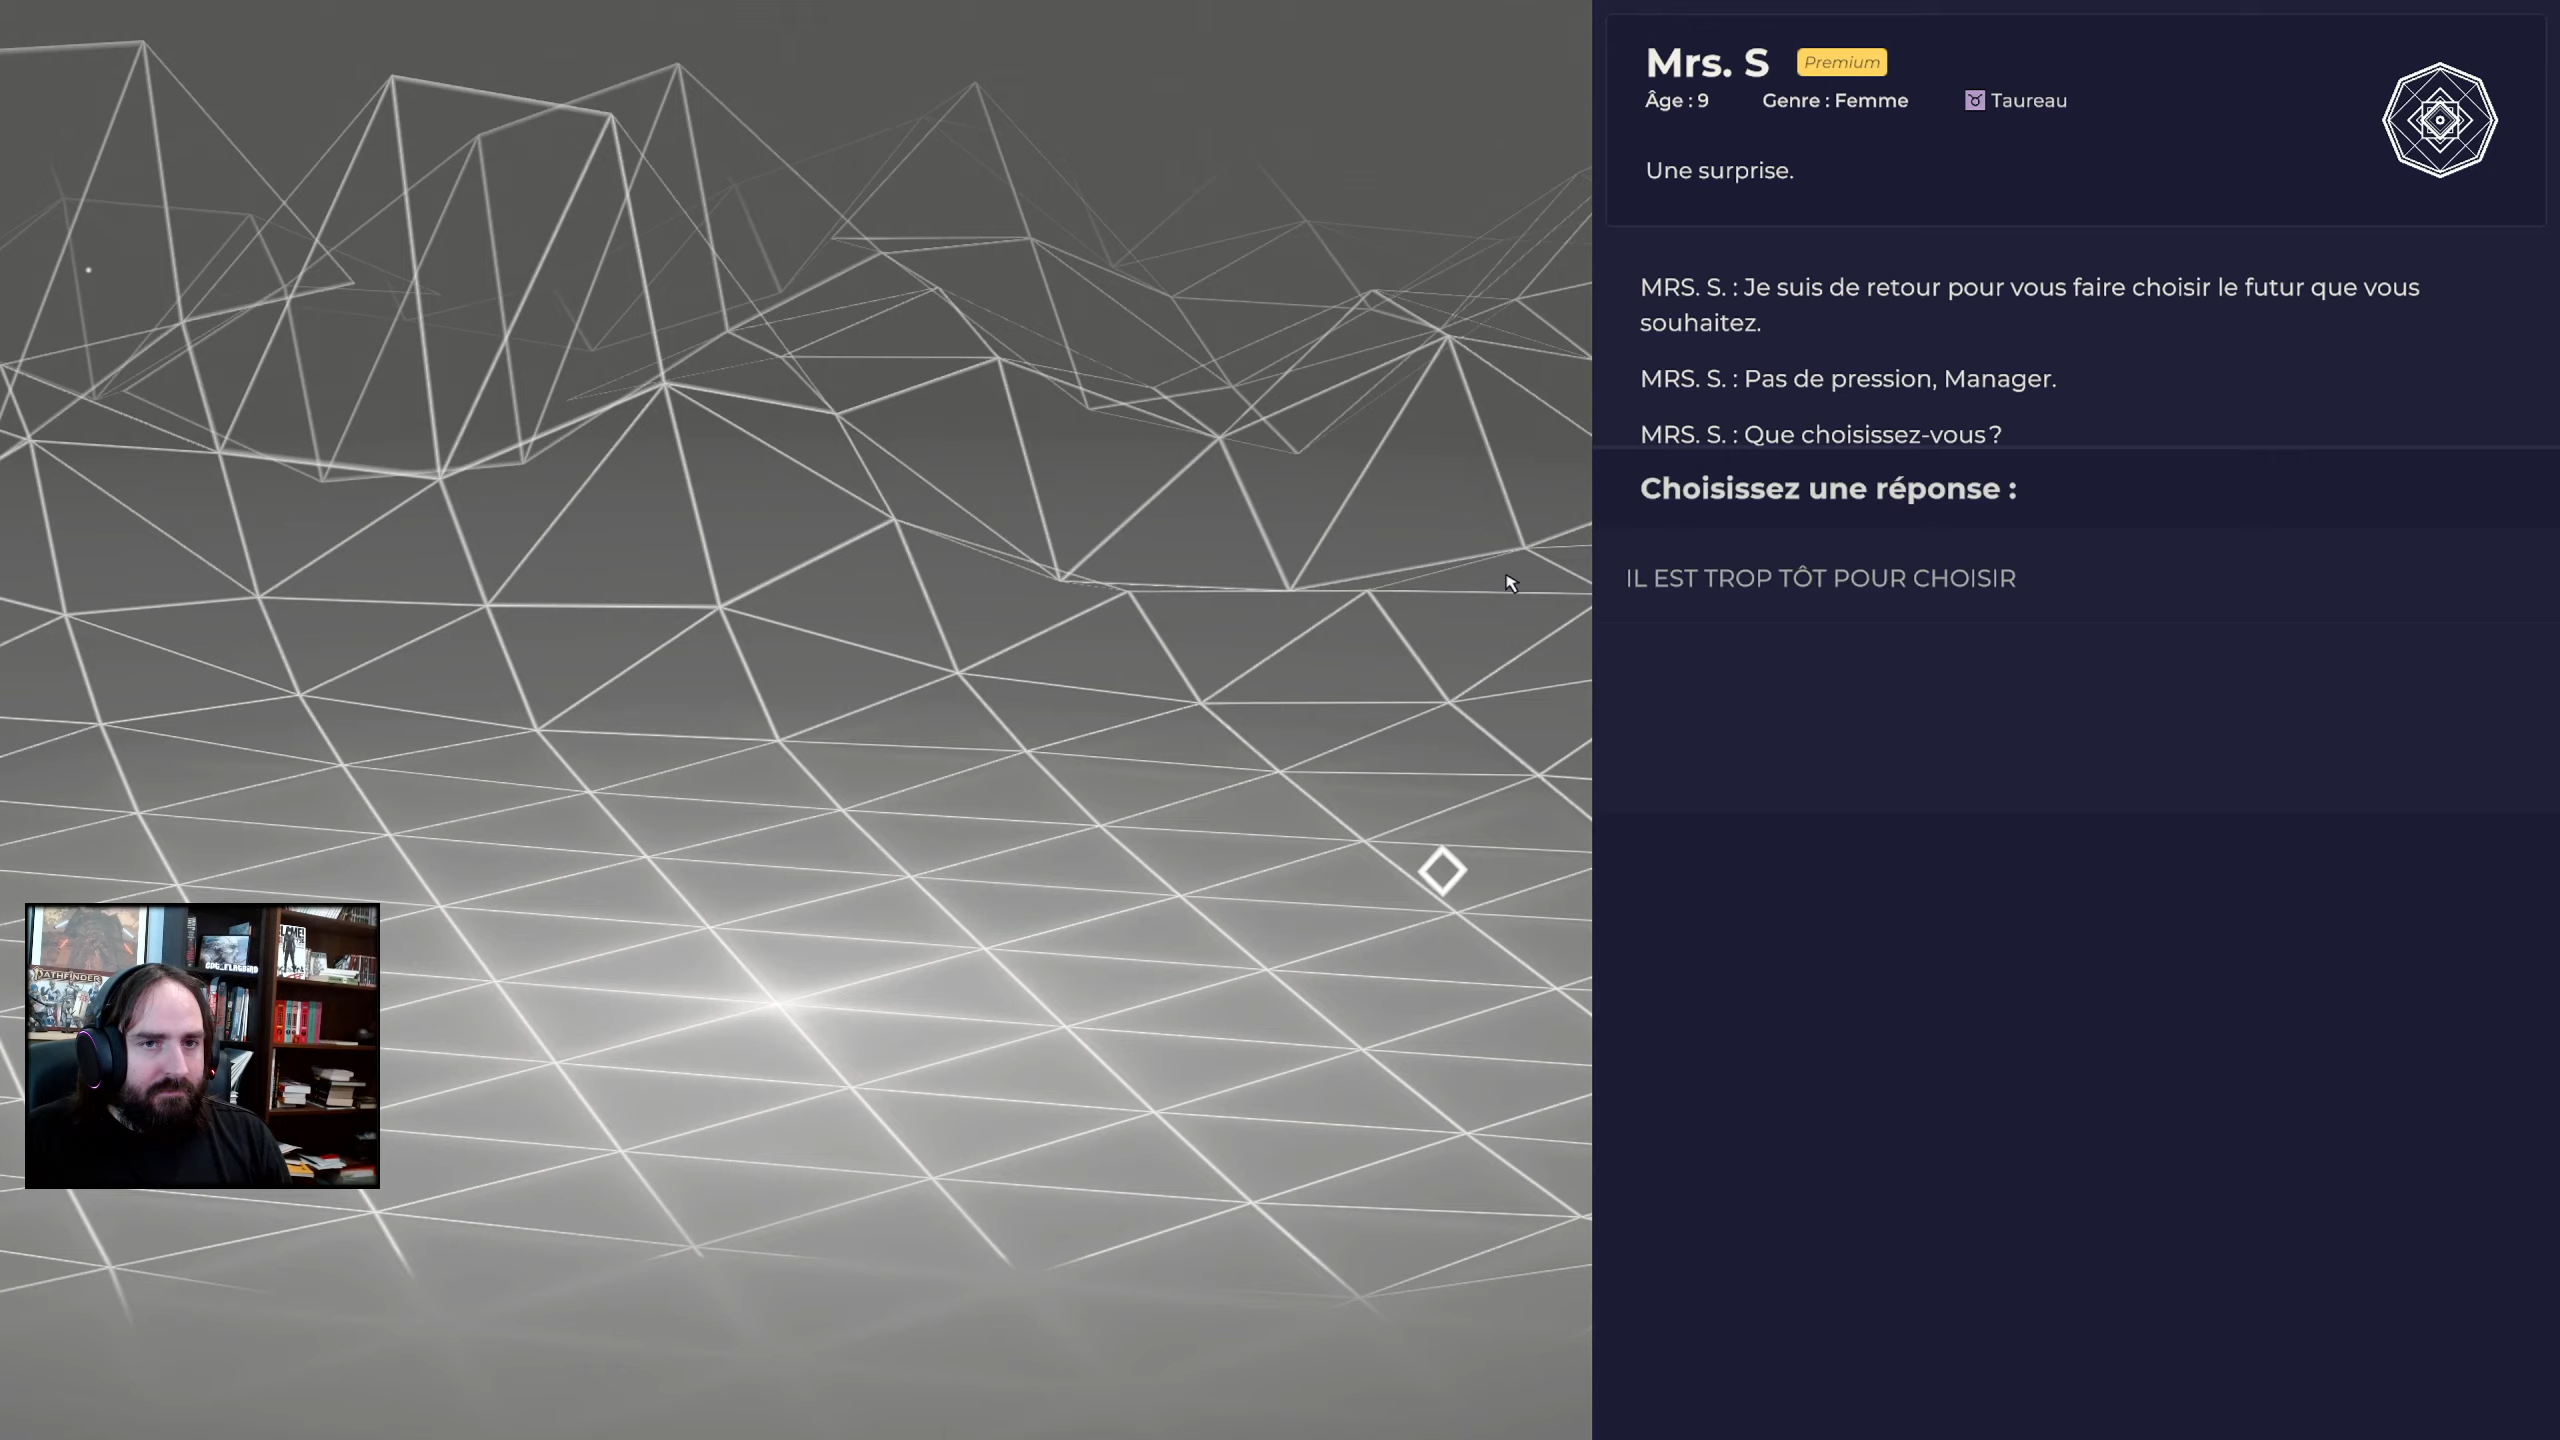 Mrs. S Premium
Âge : 9 Genre : Femme Taureau
Une surprise.
MRS. S. : Je suis de retour pour vous faire choisir le futur que vous
souhaitez.
MRS. S. : Pas de pression, Manager.
MRS. S. : Que choisissez-vous ?
Choisissez une réponse :
IL EST TROP TÔT POUR CHOISIR
PATHFINDER